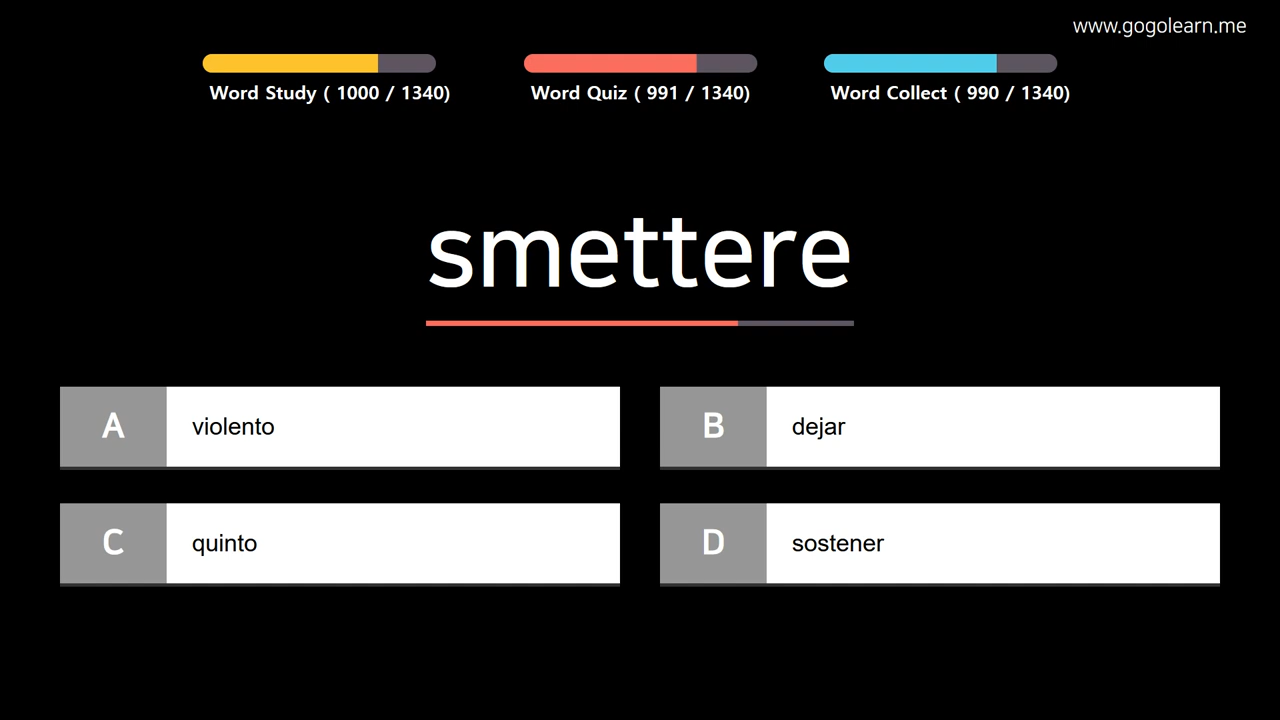 www.gogolearn.me
Word Study ( 1000 / 1340)
Word Quiz ( 991 / 1340)
Word Collect ( 990 / 1340)
smettere
A violento
B dejar
C quinto
D sostener